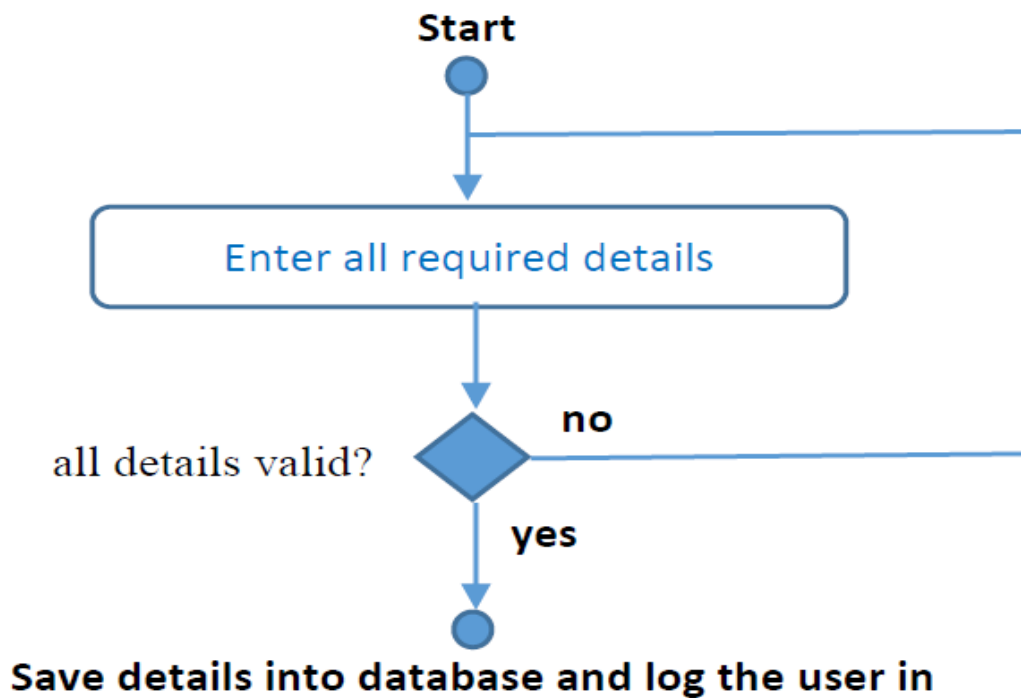 Start
Enter all required details
no
all details valid?
yes
Save details into database and log the user in